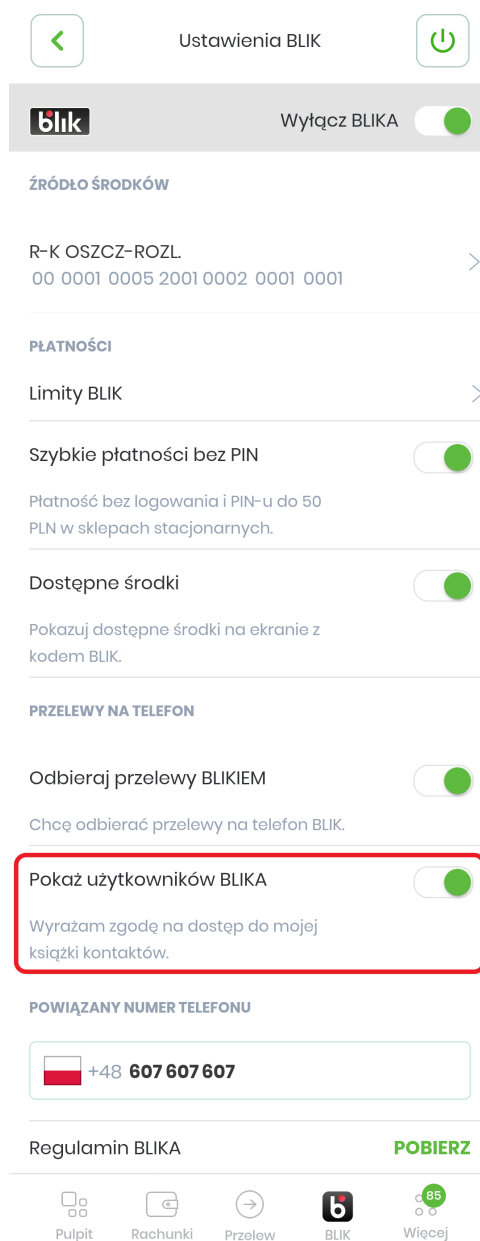 Ustawienia BLIK
blik
Wyłącz BLIKA
ŹRÓDŁO ŚRODKÓW
R-K OSZCZ-ROZL.
00 0001 0005 2001 0002 0001 0001
PŁATNOŚCI
Limity BLIK
Szybkie płatności bez PIN
Płatność bez logowania i PIN-u do 50
PLN w sklepach stacjonarnych.
Dostępne środki
Pokazuj dostępne środki na ekranie z
kodem BLIK.
PRZELEWY NA TELEFON
Odbieraj przelewy BLIKIEM
Chcę odbierać przelewy na telefon BLIK.
Pokaż użytkowników BLIKA
Wyrażam zgodę na dostęp do mojej
książki kontaktów.
POWIĄZANY NUMER TELEFONU
+48 607 607 607
Regulamin BLIKA
POBIERZ
b
85
Pulpit
Rachunki
Przelew
BLIK
Więcej